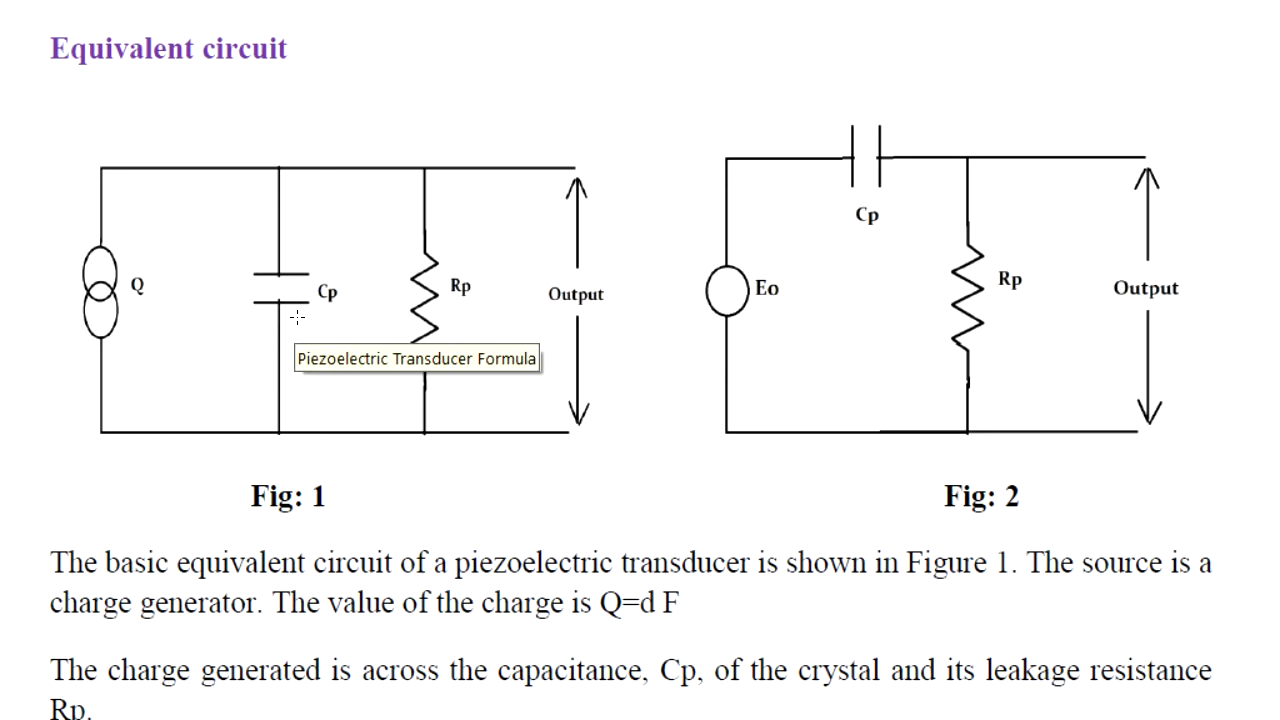 Equivalent circuit
Q
Cp
Rp
Output
Piezoelectric Transducer Formula
Cp
Eo
Rp
Output
Fig: 1
Fig: 2
The basic equivalent circuit of a piezoelectric transducer is shown in Figure 1. The source is a
charge generator. The value of the charge is Q=d F
The charge generated is across the capacitance, Cp, of the crystal and its leakage resistance
Rp.